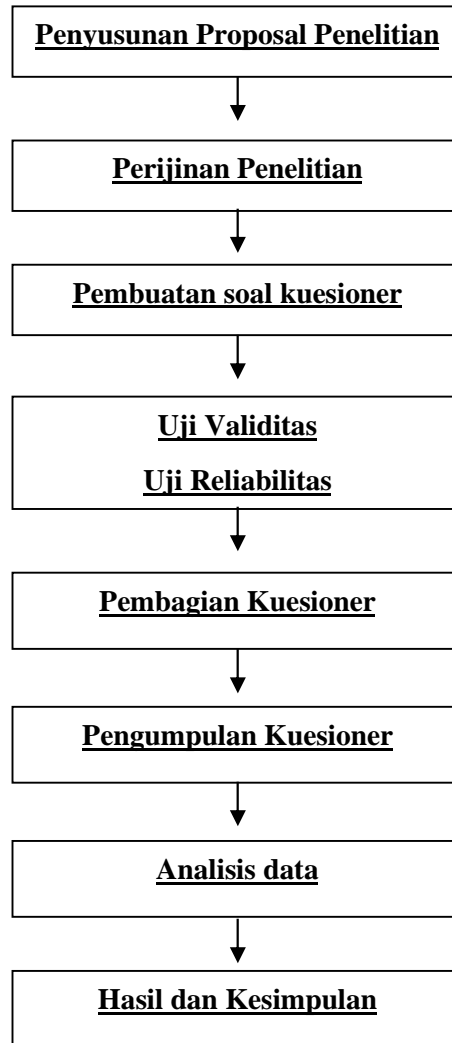 Penyusunan Proposal Penelitian
Perijinan Penelitian
Pembuatan soal kuesioner
Uji Validitas
Uji Reliabilitas
Pembagian Kuesioner
Pengumpulan Kuesioner
Analisis data
Hasil dan Kesimpulan